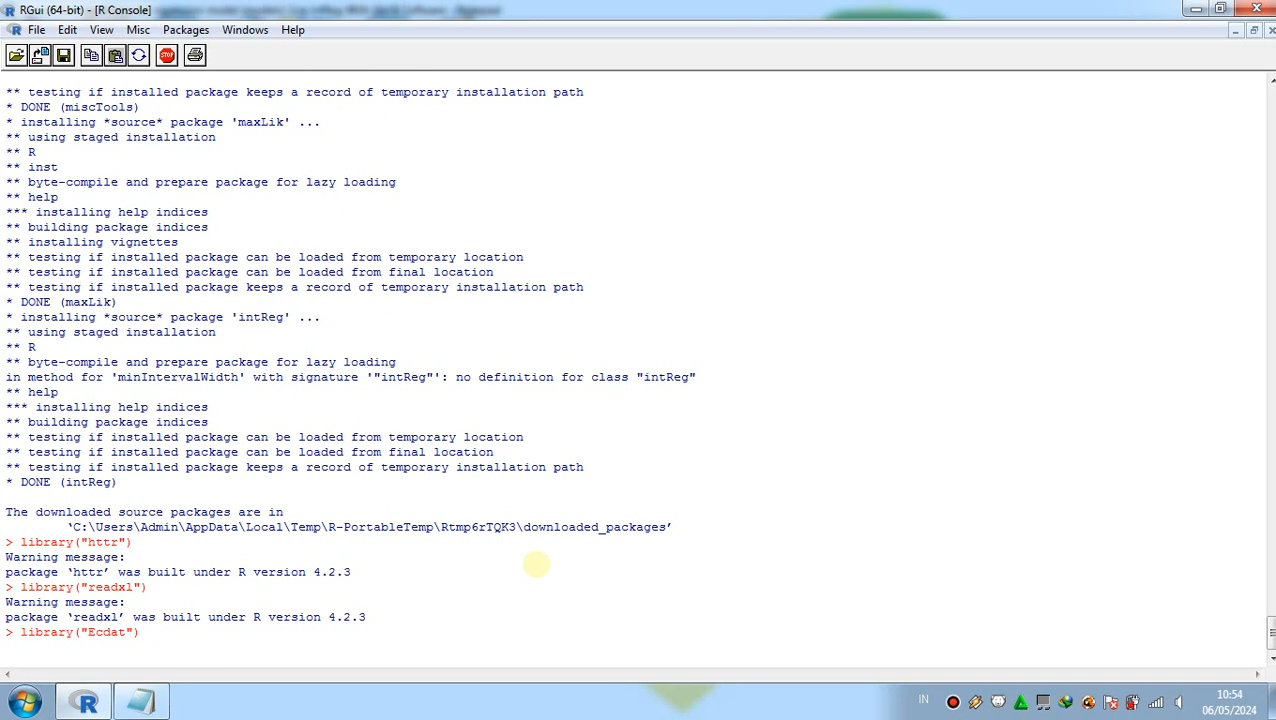 RGui (64-bit) - [R Console]
File Edit View Misc Packages Windows Help
STOP
** testing if installed package keeps a record of temporary installation path
* DONE (miscTools)
* installing *source* package 'maxLik' ...
** using staged installation
** R
** inst
** byte-compile and prepare package for lazy loading
** help
*** installing help indices
** building package indices
** installing vignettes
** testing if installed package can be loaded from temporary location
** testing if installed package can be loaded from final location
** testing if installed package keeps a record of temporary installation path
* DONE (maxLik)
* installing *source* package 'intReg' ...
** using staged installation
** R
** byte-compile and prepare package for lazy loading
in method for 'minIntervalWidth' with signature '"intReg"': no definition for class "intReg"
** help
*** installing help indices
** building package indices
** testing if installed package can be loaded from temporary location
** testing if installed package can be loaded from final location
** testing if installed package keeps a record of temporary installation path
* DONE (intReg)
The downloaded source packages are in
‘C:\Users\Admin\AppData\Local\Temp\R-PortableTemp\Rtmp6rTQK3\downloaded_packages’
> library("httr")
Warning message:
package ‘httr’ was built under R version 4.2.3
> library("readxl")
Warning message:
package ‘readxl’ was built under R version 4.2.3
> library("Ecdat")
IN
10:54
06/05/2024